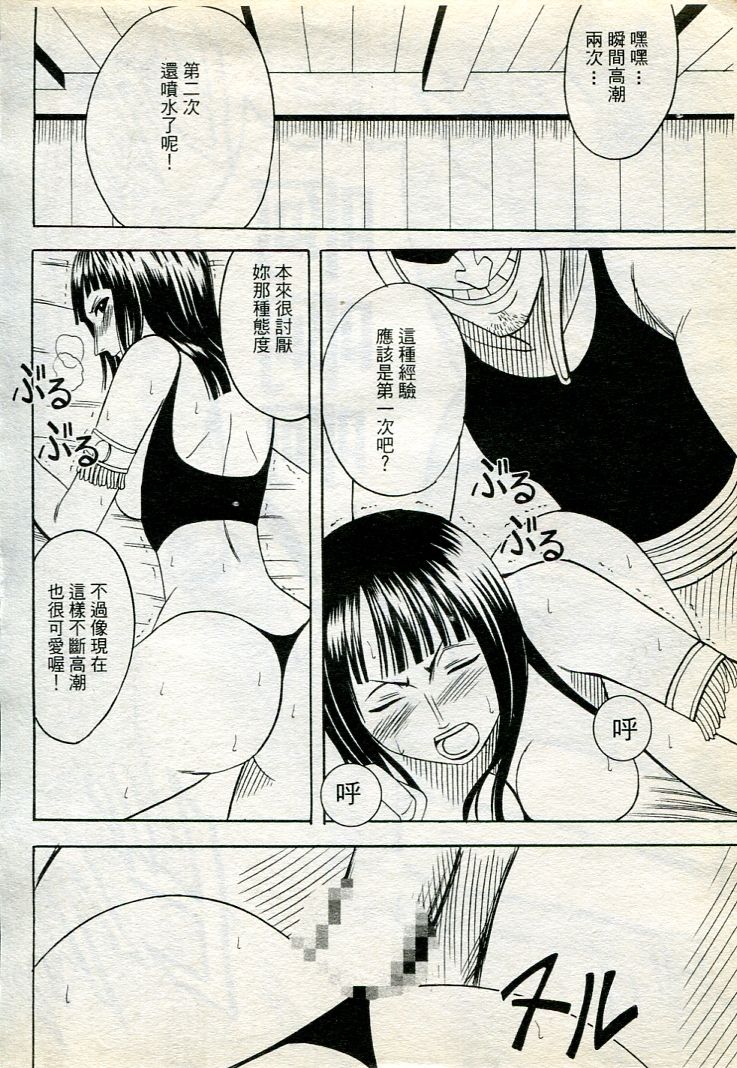 嘿嘿…
瞬間高潮
兩次…
第二次
還噴水了呢！
這種經驗
應該是第一次吧？
ぶる
ぶる
呼
呼
本來很討厭
妳那種態度
ぶる
ぶる
不過像現在
這樣不斷高潮
也很可愛喔！
ヌル